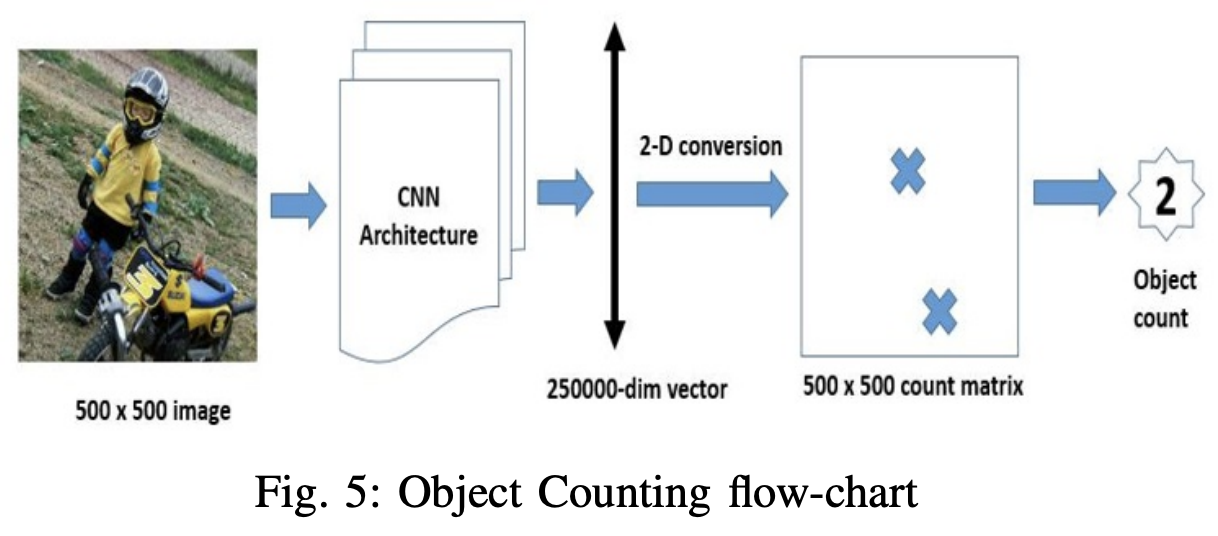 2-D conversion
CNN
Architecture
2
Object
count
500 x 500 image
250000-dim vector
500 x 500 count matrix
Fig. 5: Object Counting flow-chart